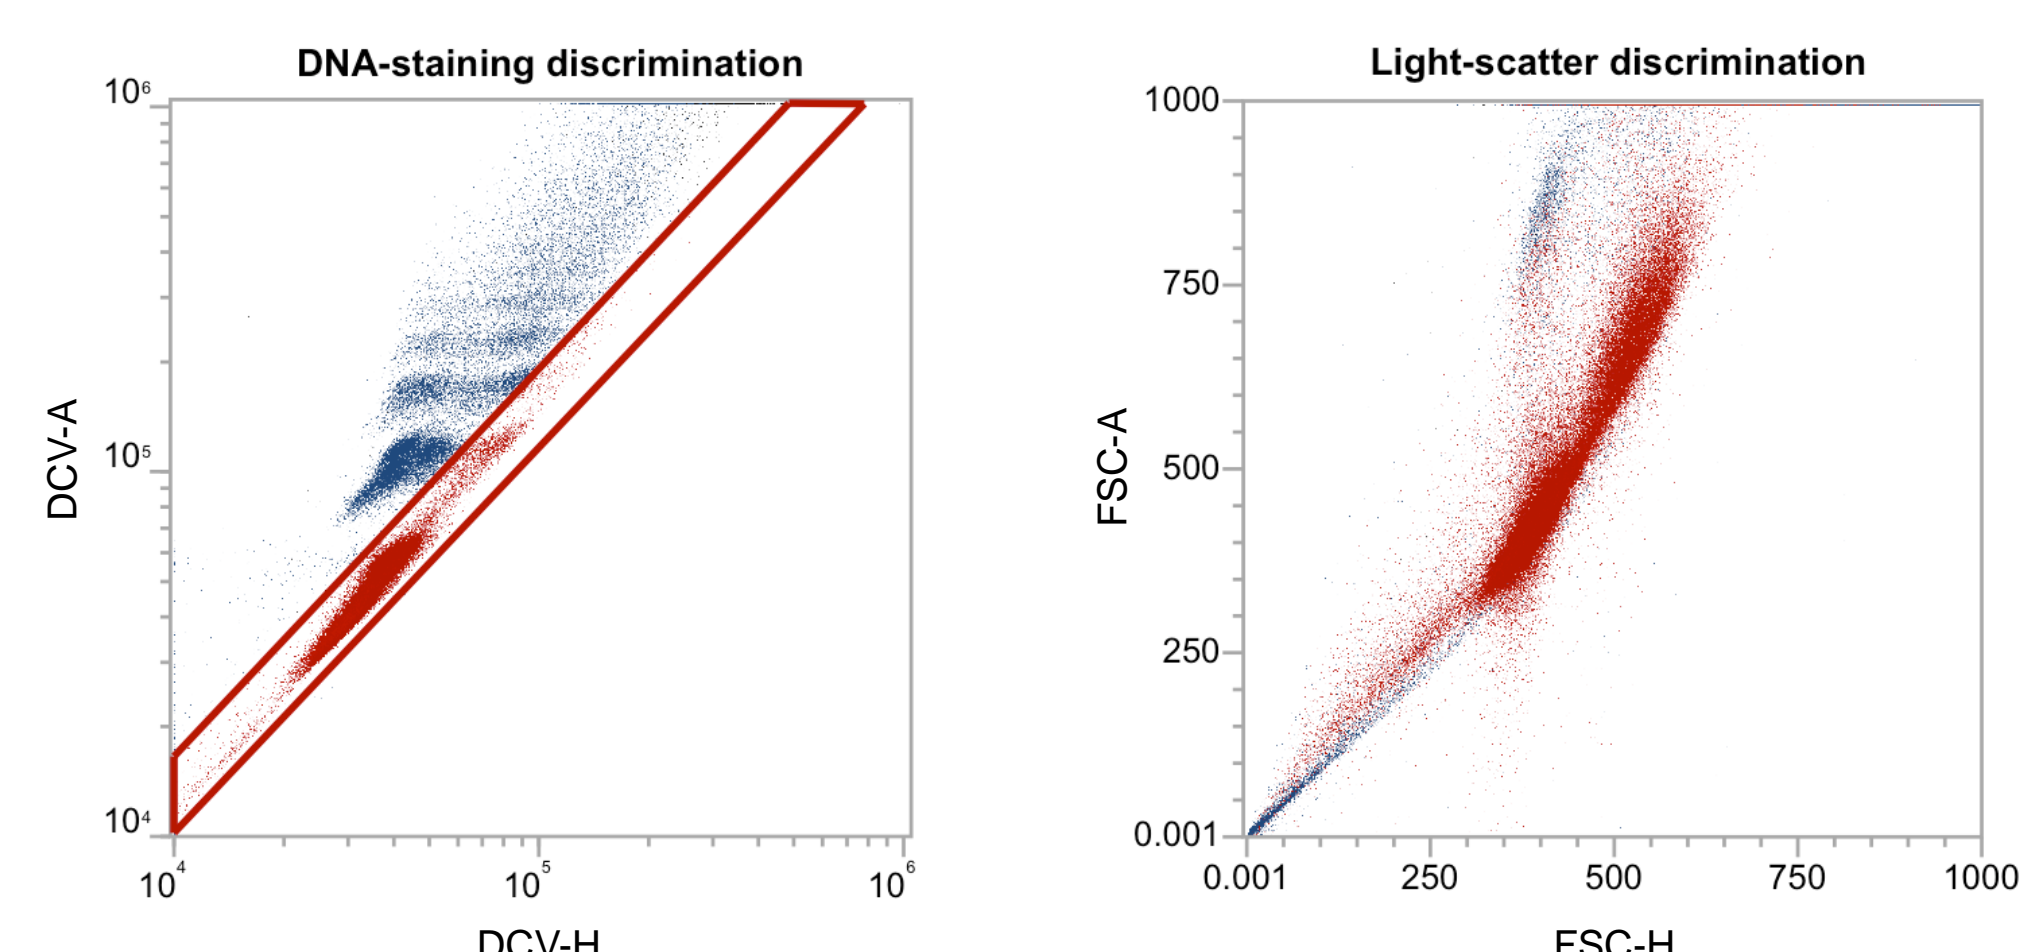 DNA-staining discrimination
10⁶
10⁵
10⁴
DCV-A
10⁴ 10⁵ 10⁶
DCV-H
Light-scatter discrimination
1000
750
500
250
0.001
FSC-A
0.001 250 500 750 1000
FSC-H